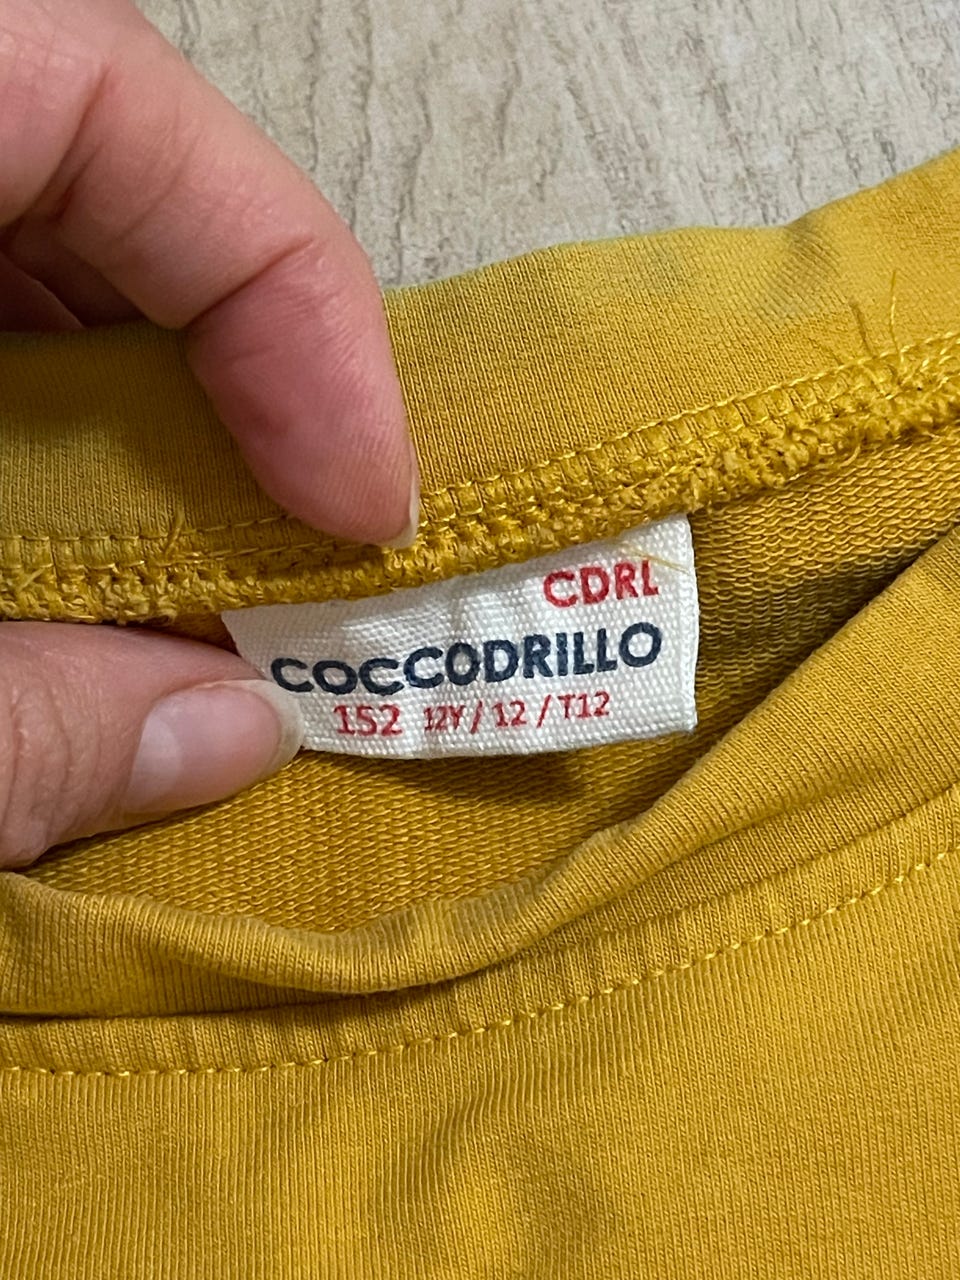 CDRL
COCCODRILLO
152 12Y / 12 / T12